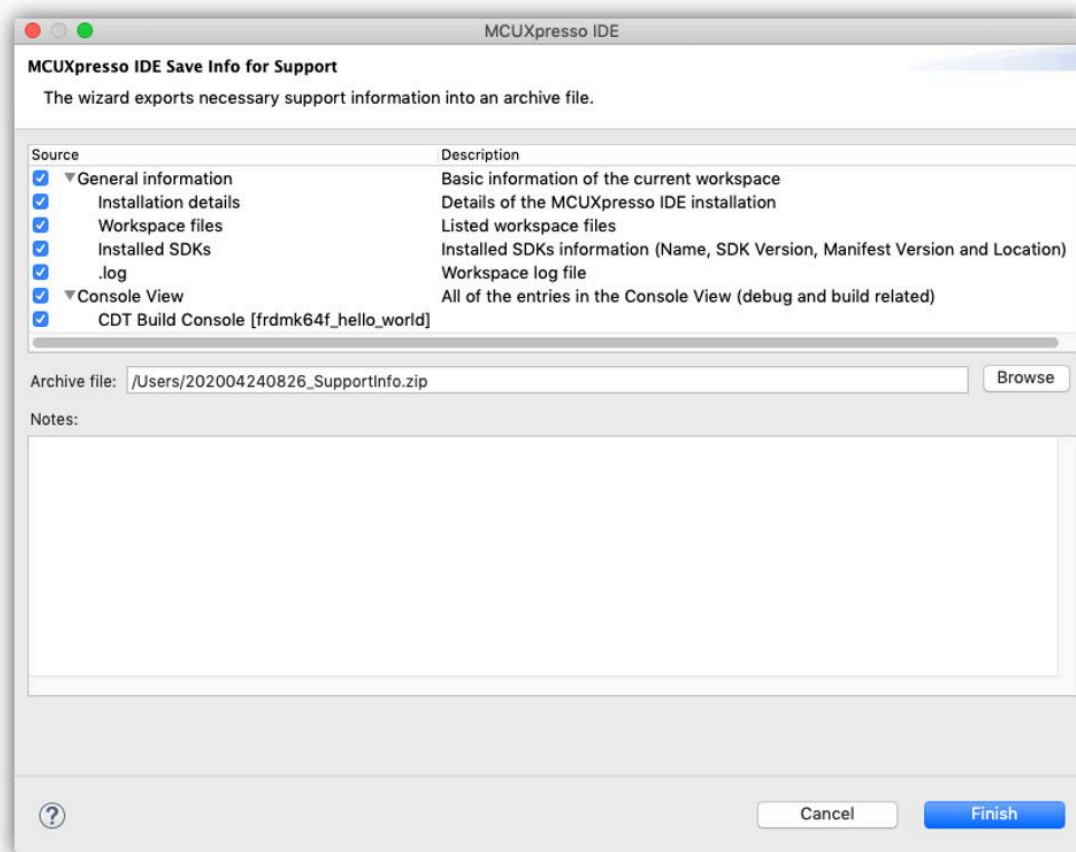 MCUXpresso IDE
MCUXpresso IDE Save Info for Support
The wizard exports necessary support information into an archive file.
Source Description
General information Basic information of the current workspace
Installation details Details of the MCUXpresso IDE installation
Workspace files Listed workspace files
Installed SDKs Installed SDKs information (Name, SDK Version, Manifest Version and Location)
.log Workspace log file
Console View All of the entries in the Console View (debug and build related)
CDT Build Console [frdmk64f_hello_world]
Archive file: /Users/202004240826_SupportInfo.zip Browse
Notes:
? Cancel Finish